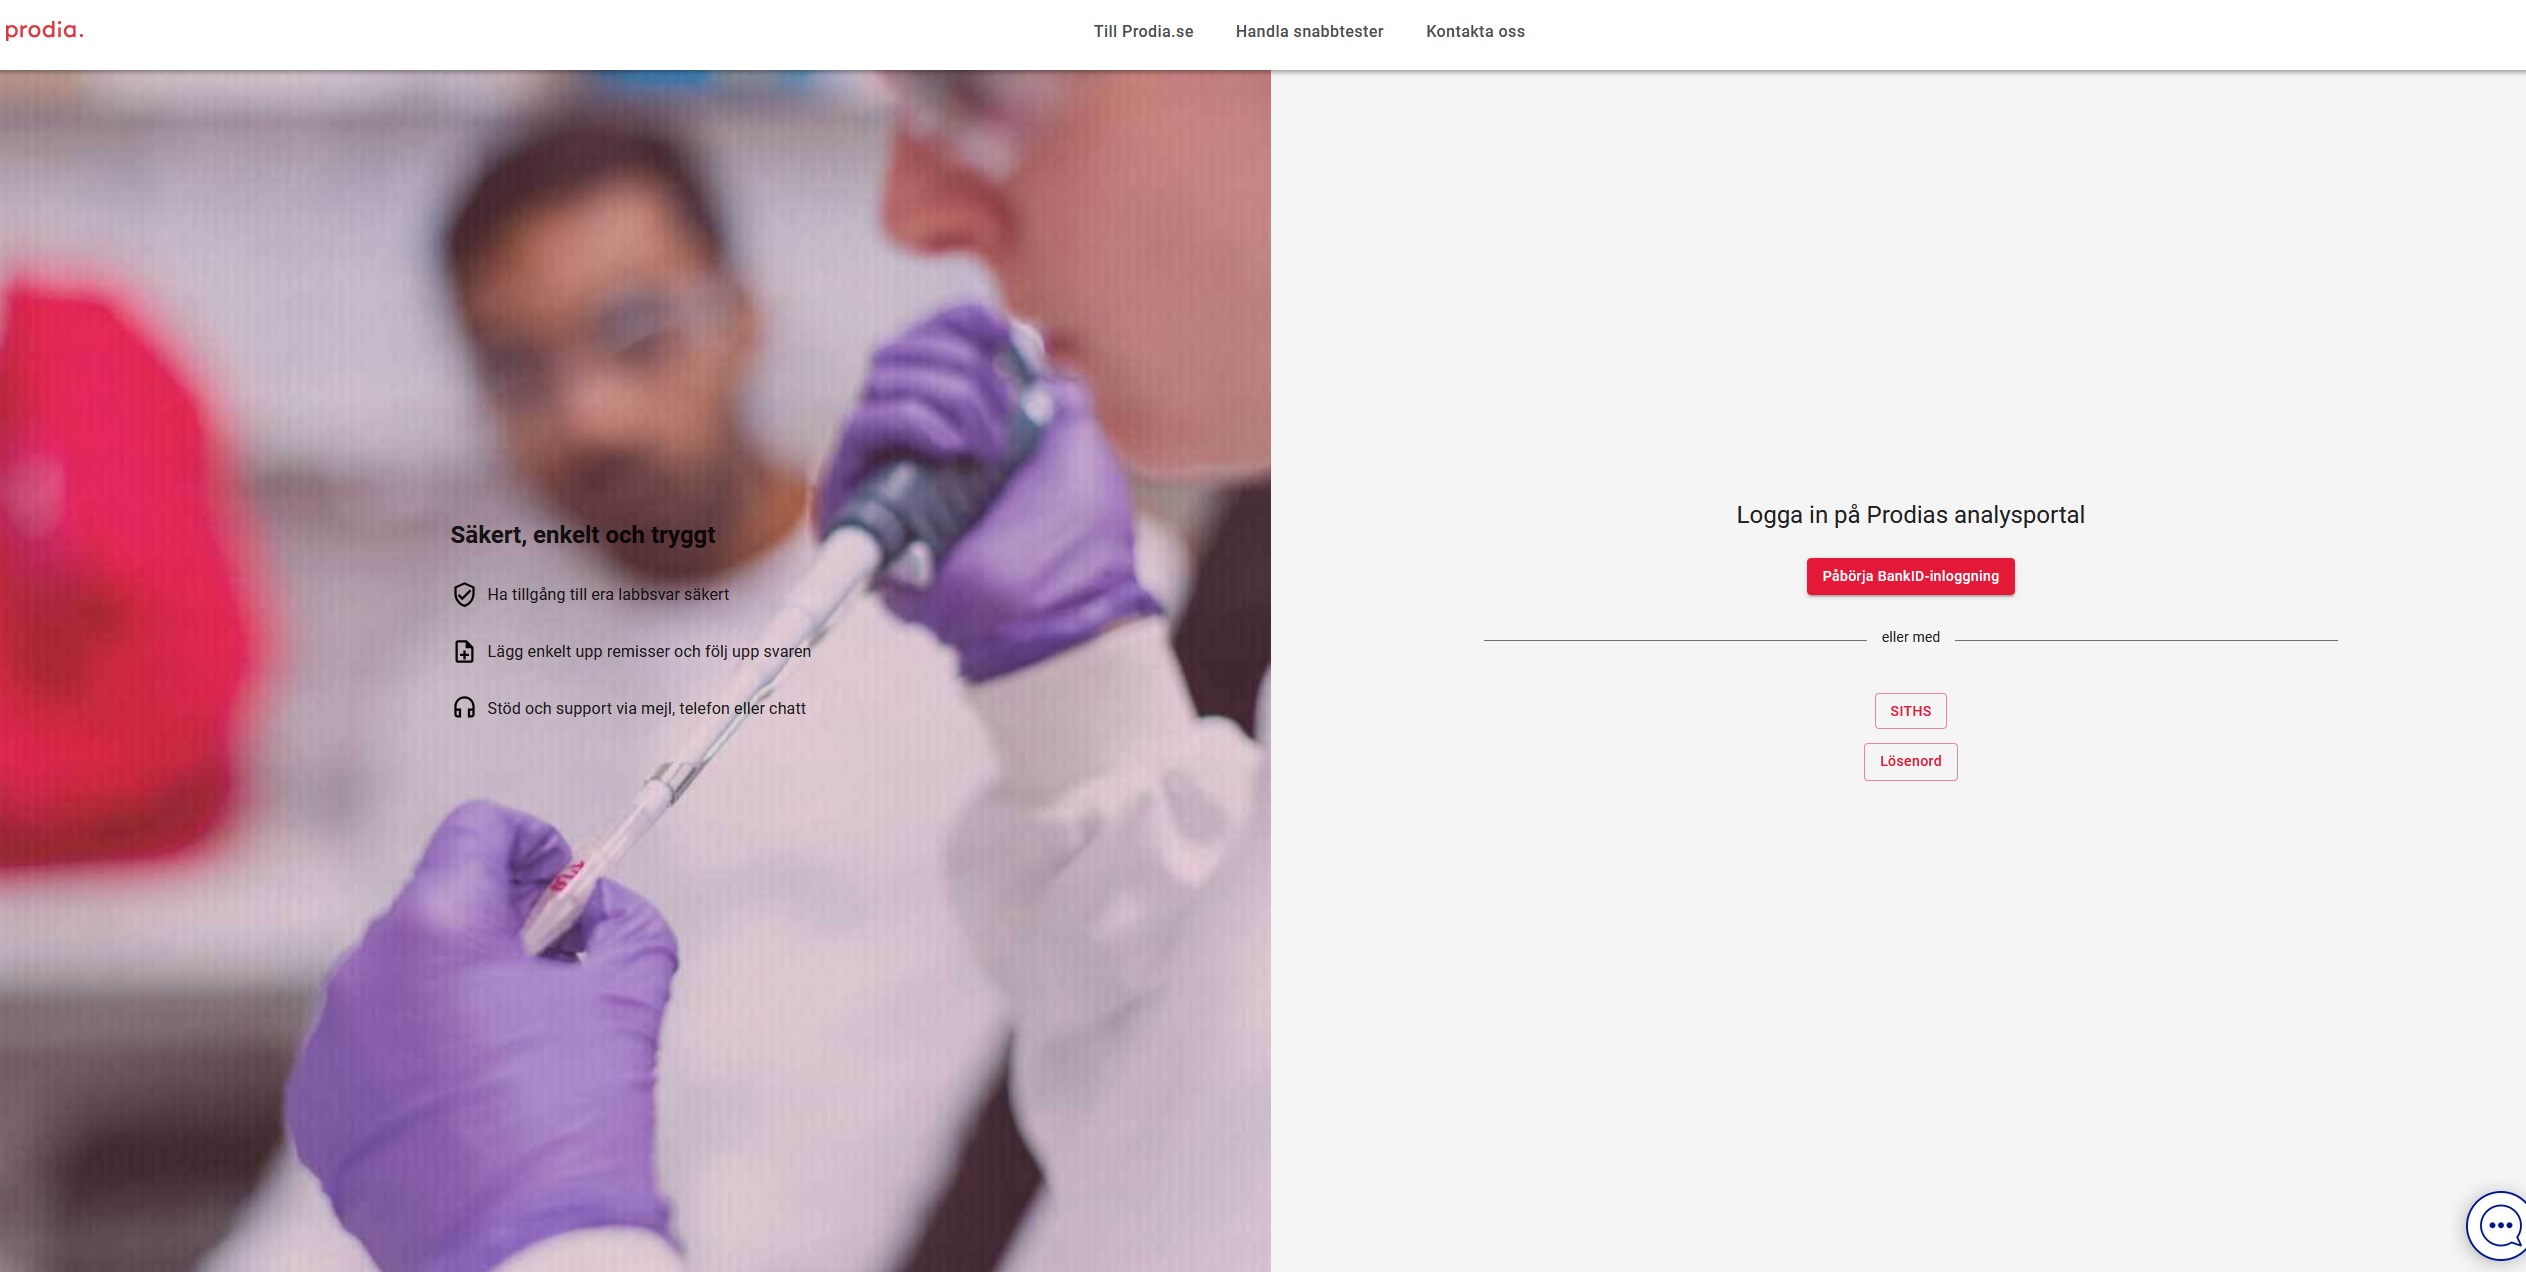 prodia.
Till Prodia.se
Handla snabbtester
Kontakta oss
Säkert, enkelt och tryggt
Ha tillgång till era labbsvar säkert
Lägg enkelt upp remisser och följ upp svaren
Stöd och support via mejl, telefon eller chatt
Logga in på Prodias analysportal
Påbörja BankID-inloggning
eller med
SITHS
Lösenord